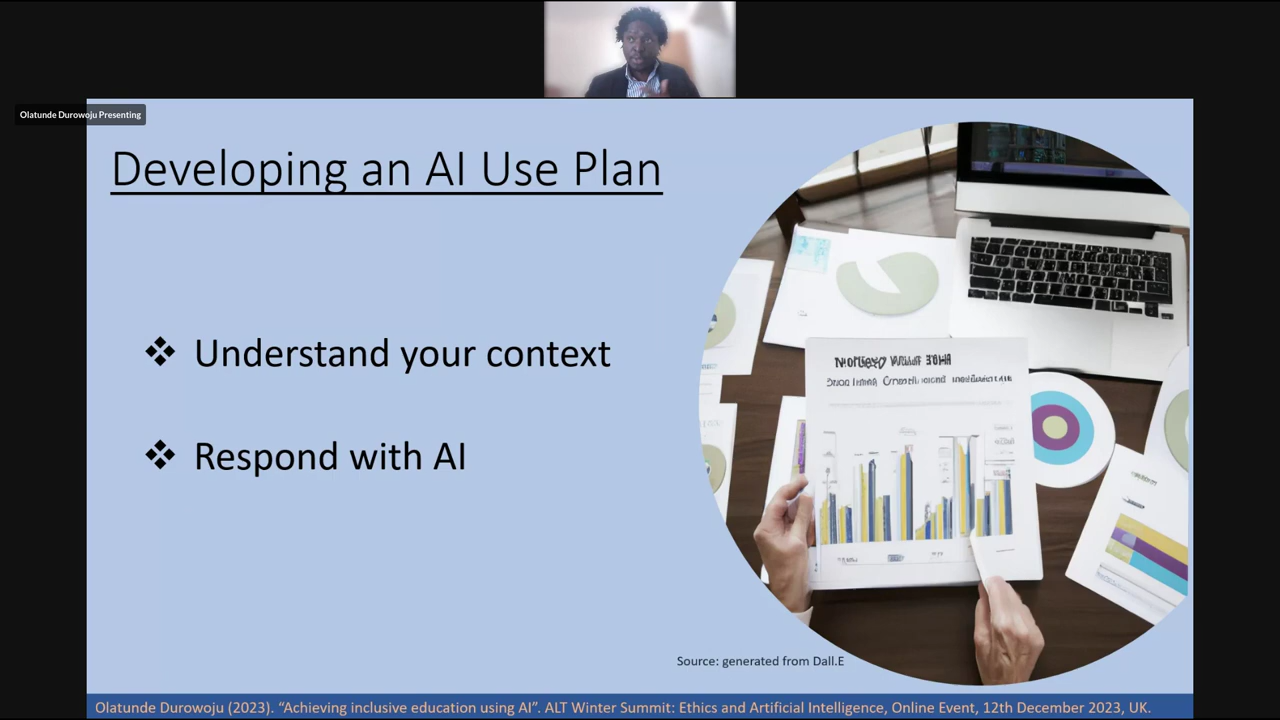 Olatunde Durowoju Presenting
Developing an AI Use Plan
❖ Understand your context
❖ Respond with AI
Source: generated from Dall.E
Olatunde Durowoju (2023). “Achieving inclusive education using AI”. ALT Winter Summit: Ethics and Artificial Intelligence, Online Event, 12th December 2023, UK.